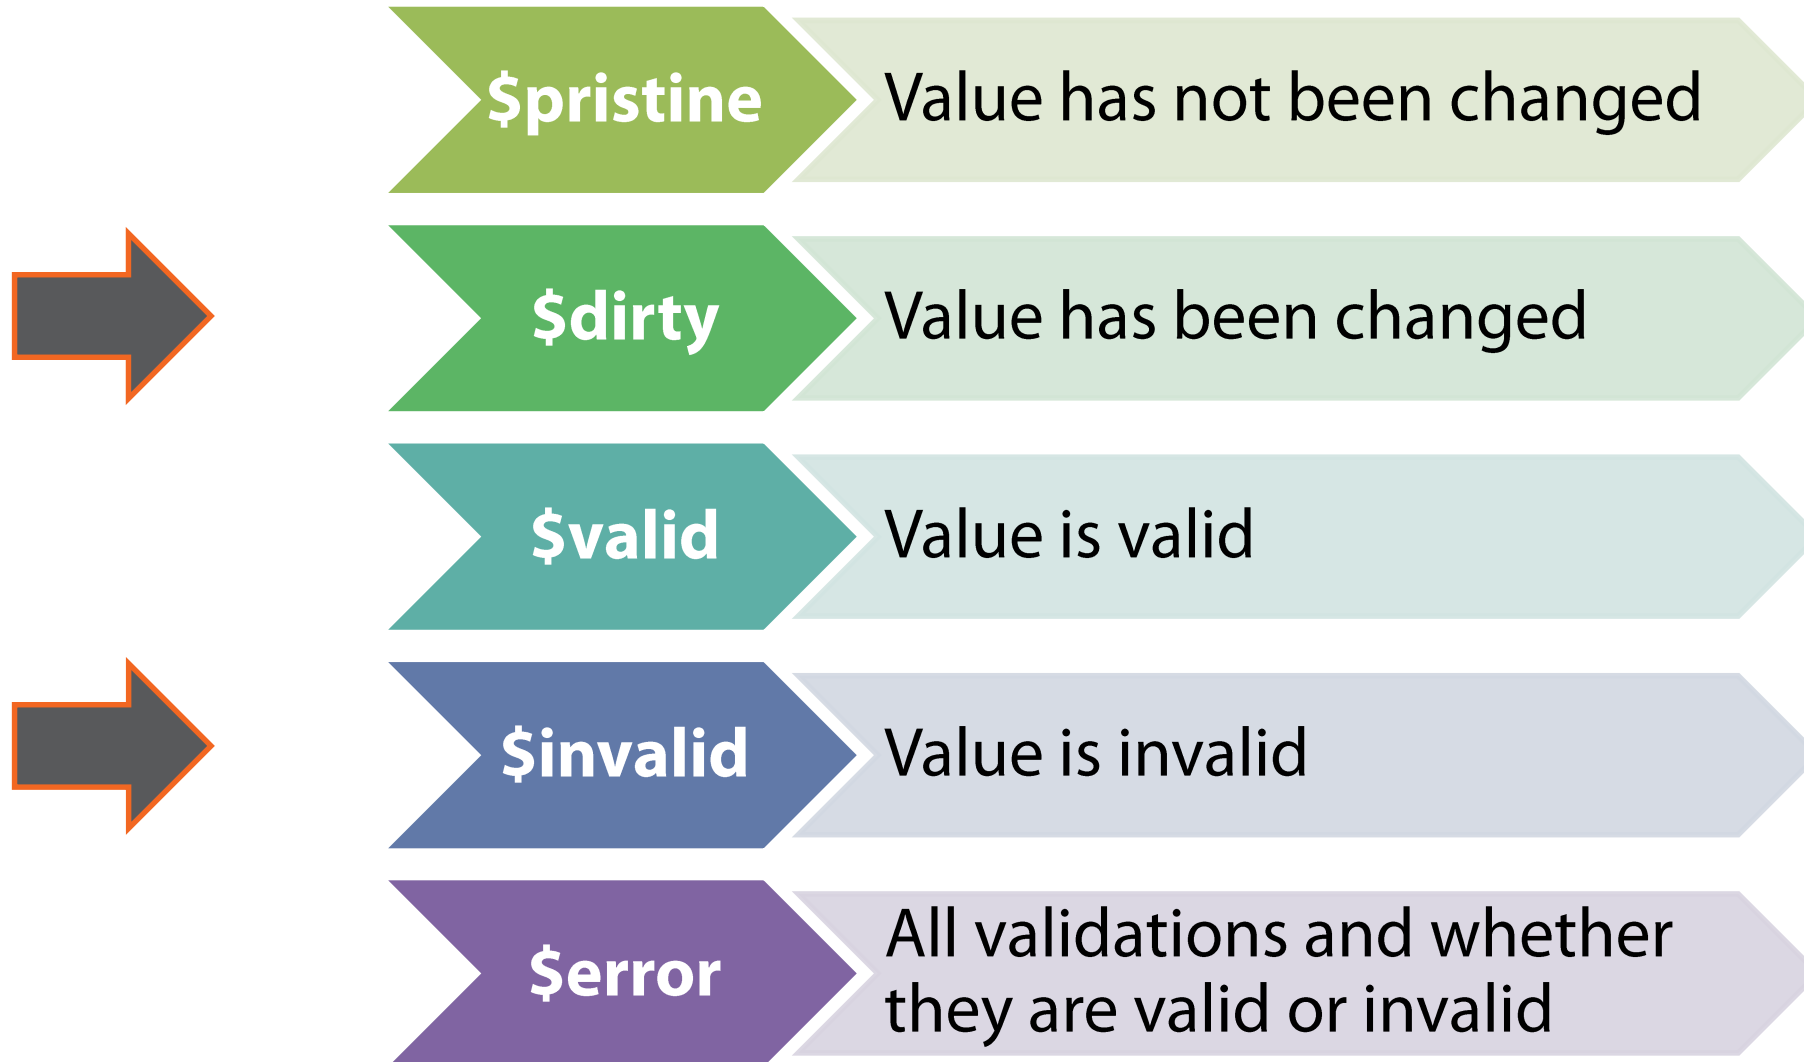 $pristine
Value has not been changed
$dirty
Value has been changed
$valid
Value is valid
$invalid
Value is invalid
$error
All validations and whether
they are valid or invalid